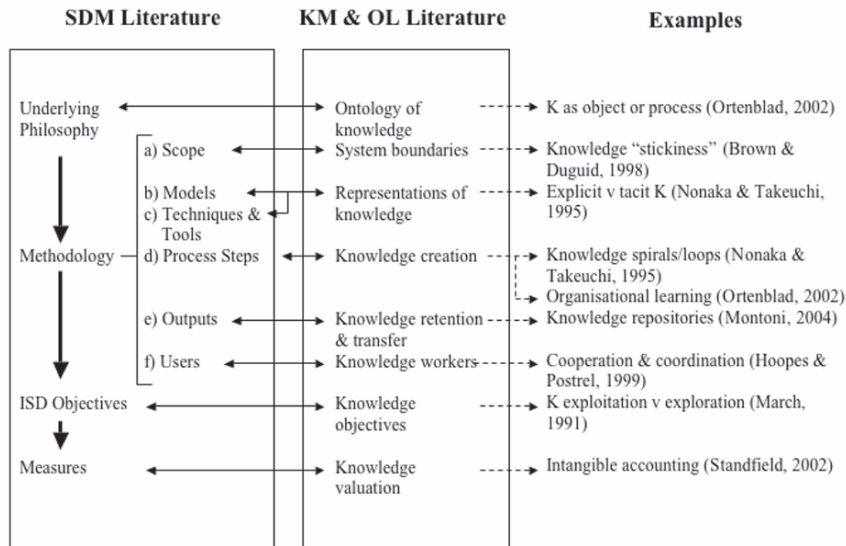 SDM Literature
KM & OL Literature
Examples
Underlying
Philosophy
Ontology of
knowledge
K as object or process (Ortenblad, 2002)
a) Scope
System boundaries
Knowledge “stickiness” (Brown &
Duguid, 1998)
b) Models
c) Techniques &
Tools
Representations of
knowledge
Explicit v tacit K (Nonaka & Takeuchi,
1995)
Methodology
d) Process Steps
Knowledge creation
Knowledge spirals/loops (Nonaka &
Takeuchi, 1995)
Organisational learning (Ortenblad, 2002)
e) Outputs
Knowledge retention
& transfer
Knowledge repositories (Montoni, 2004)
f) Users
Knowledge workers
Cooperation & coordination (Hoopes &
Postrel, 1999)
ISD Objectives
Knowledge
objectives
K exploitation v exploration (March,
1991)
Measures
Knowledge
valuation
Intangible accounting (Standfield, 2002)